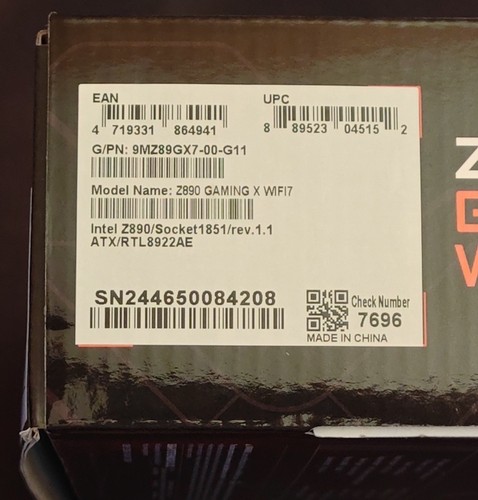 EAN
4 719331 864941
UPC
8 89523 04515 2
G/PN: 9MZ89GX7-00-G11
Model Name: Z890 GAMING X WIFI7
Intel Z890/Socket1851/rev.1.1
ATX/RTL8922AE
SN244650084208
Check Number
7696
MADE IN CHINA